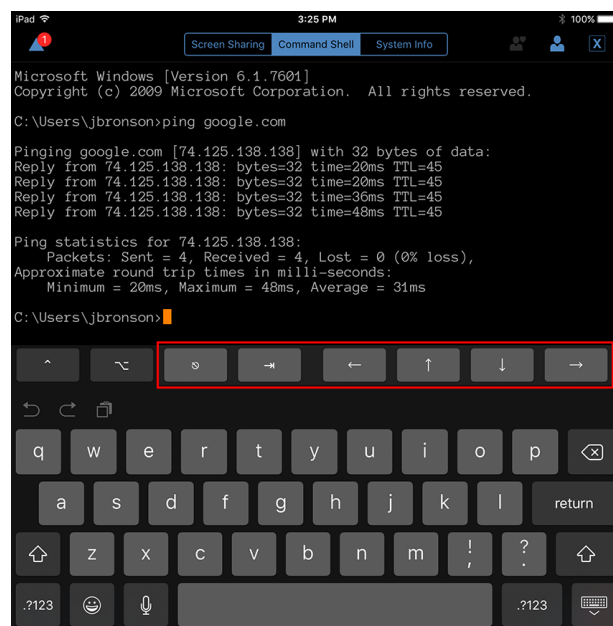 iPad 3:25 PM 100%
1 Screen Sharing Command Shell System Info X
Microsoft Windows [Version 6.1.7601]
Copyright (c) 2009 Microsoft Corporation.  All rights reserved.
C:\Users\jbronson>ping google.com
Pinging google.com [74.125.138.138] with 32 bytes of data:
Reply from 74.125.138.138: bytes=32 time=20ms TTL=45
Reply from 74.125.138.138: bytes=32 time=20ms TTL=45
Reply from 74.125.138.138: bytes=32 time=36ms TTL=45
Reply from 74.125.138.138: bytes=32 time=48ms TTL=45
Ping statistics for 74.125.138.138:
Packets: Sent = 4, Received = 4, Lost = 0 (0% loss),
Approximate round trip times in milli-seconds:
Minimum = 20ms, Maximum = 48ms, Average = 31ms
C:\Users\jbronson>
^ ⌥ ⎋ ⇥ ← ↑ ↓ →
q w e r t y u i o p
a s d f g h j k l return
z x c v b n m ! , ? .
.?123 .?123